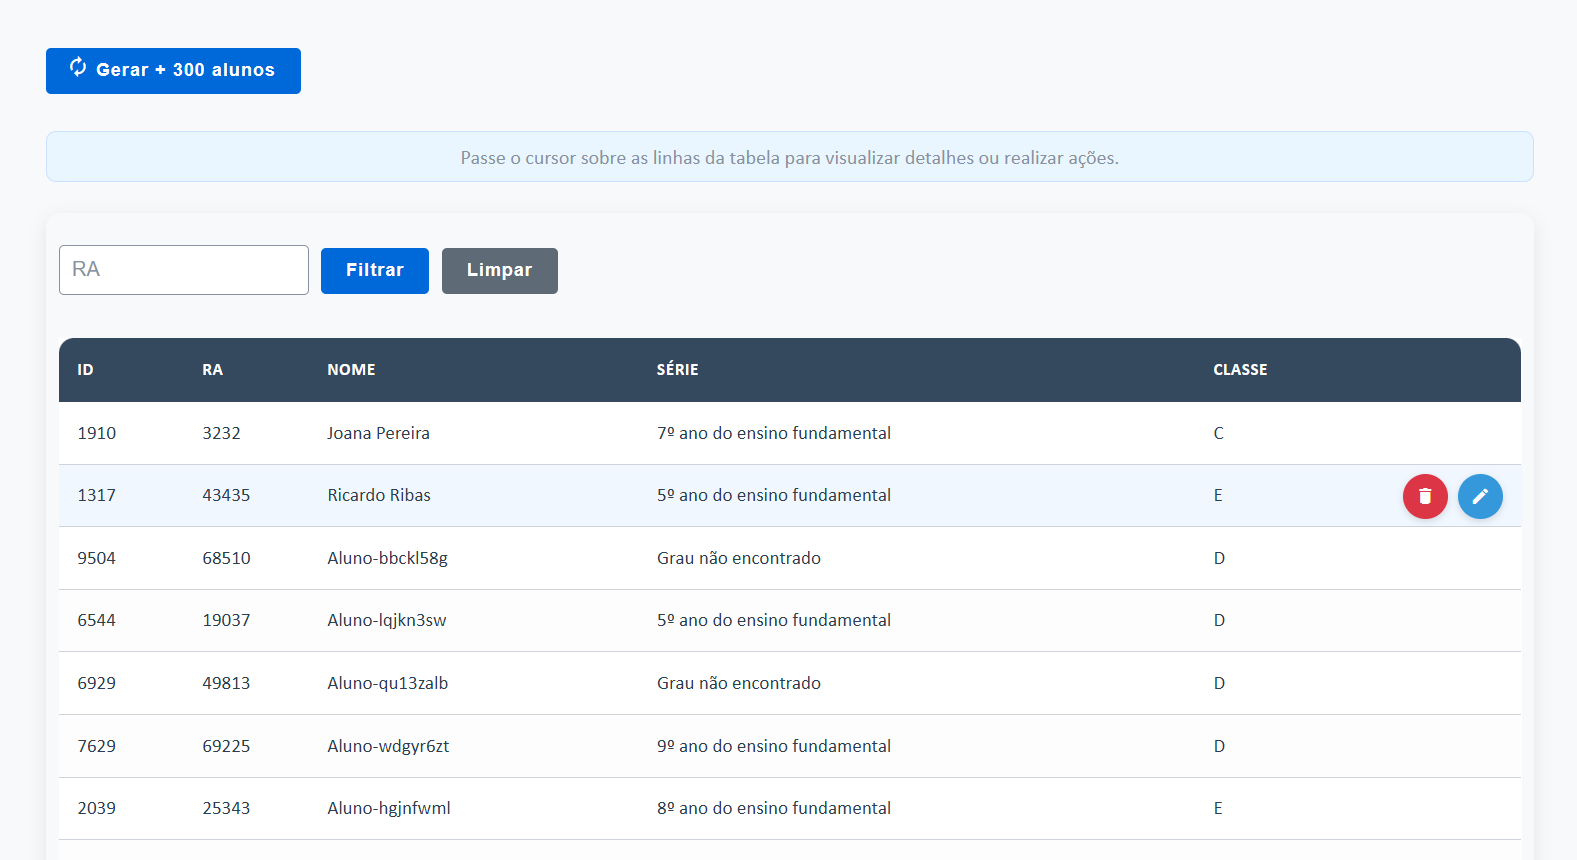 Gerar + 300 alunos
Passe o cursor sobre as linhas da tabela para visualizar detalhes ou realizar ações.
RA Filtrar Limpar
ID RA NOME SÉRIE CLASSE
1910 3232 Joana Pereira 7º ano do ensino fundamental C
1317 43435 Ricardo Ribas 5º ano do ensino fundamental E
9504 68510 Aluno-bbckl58g Grau não encontrado D
6544 19037 Aluno-lqjkn3sw 5º ano do ensino fundamental D
6929 49813 Aluno-qu13zalb Grau não encontrado D
7629 69225 Aluno-wdgyr6zt 9º ano do ensino fundamental D
2039 25343 Aluno-hgjnfwml 8º ano do ensino fundamental E